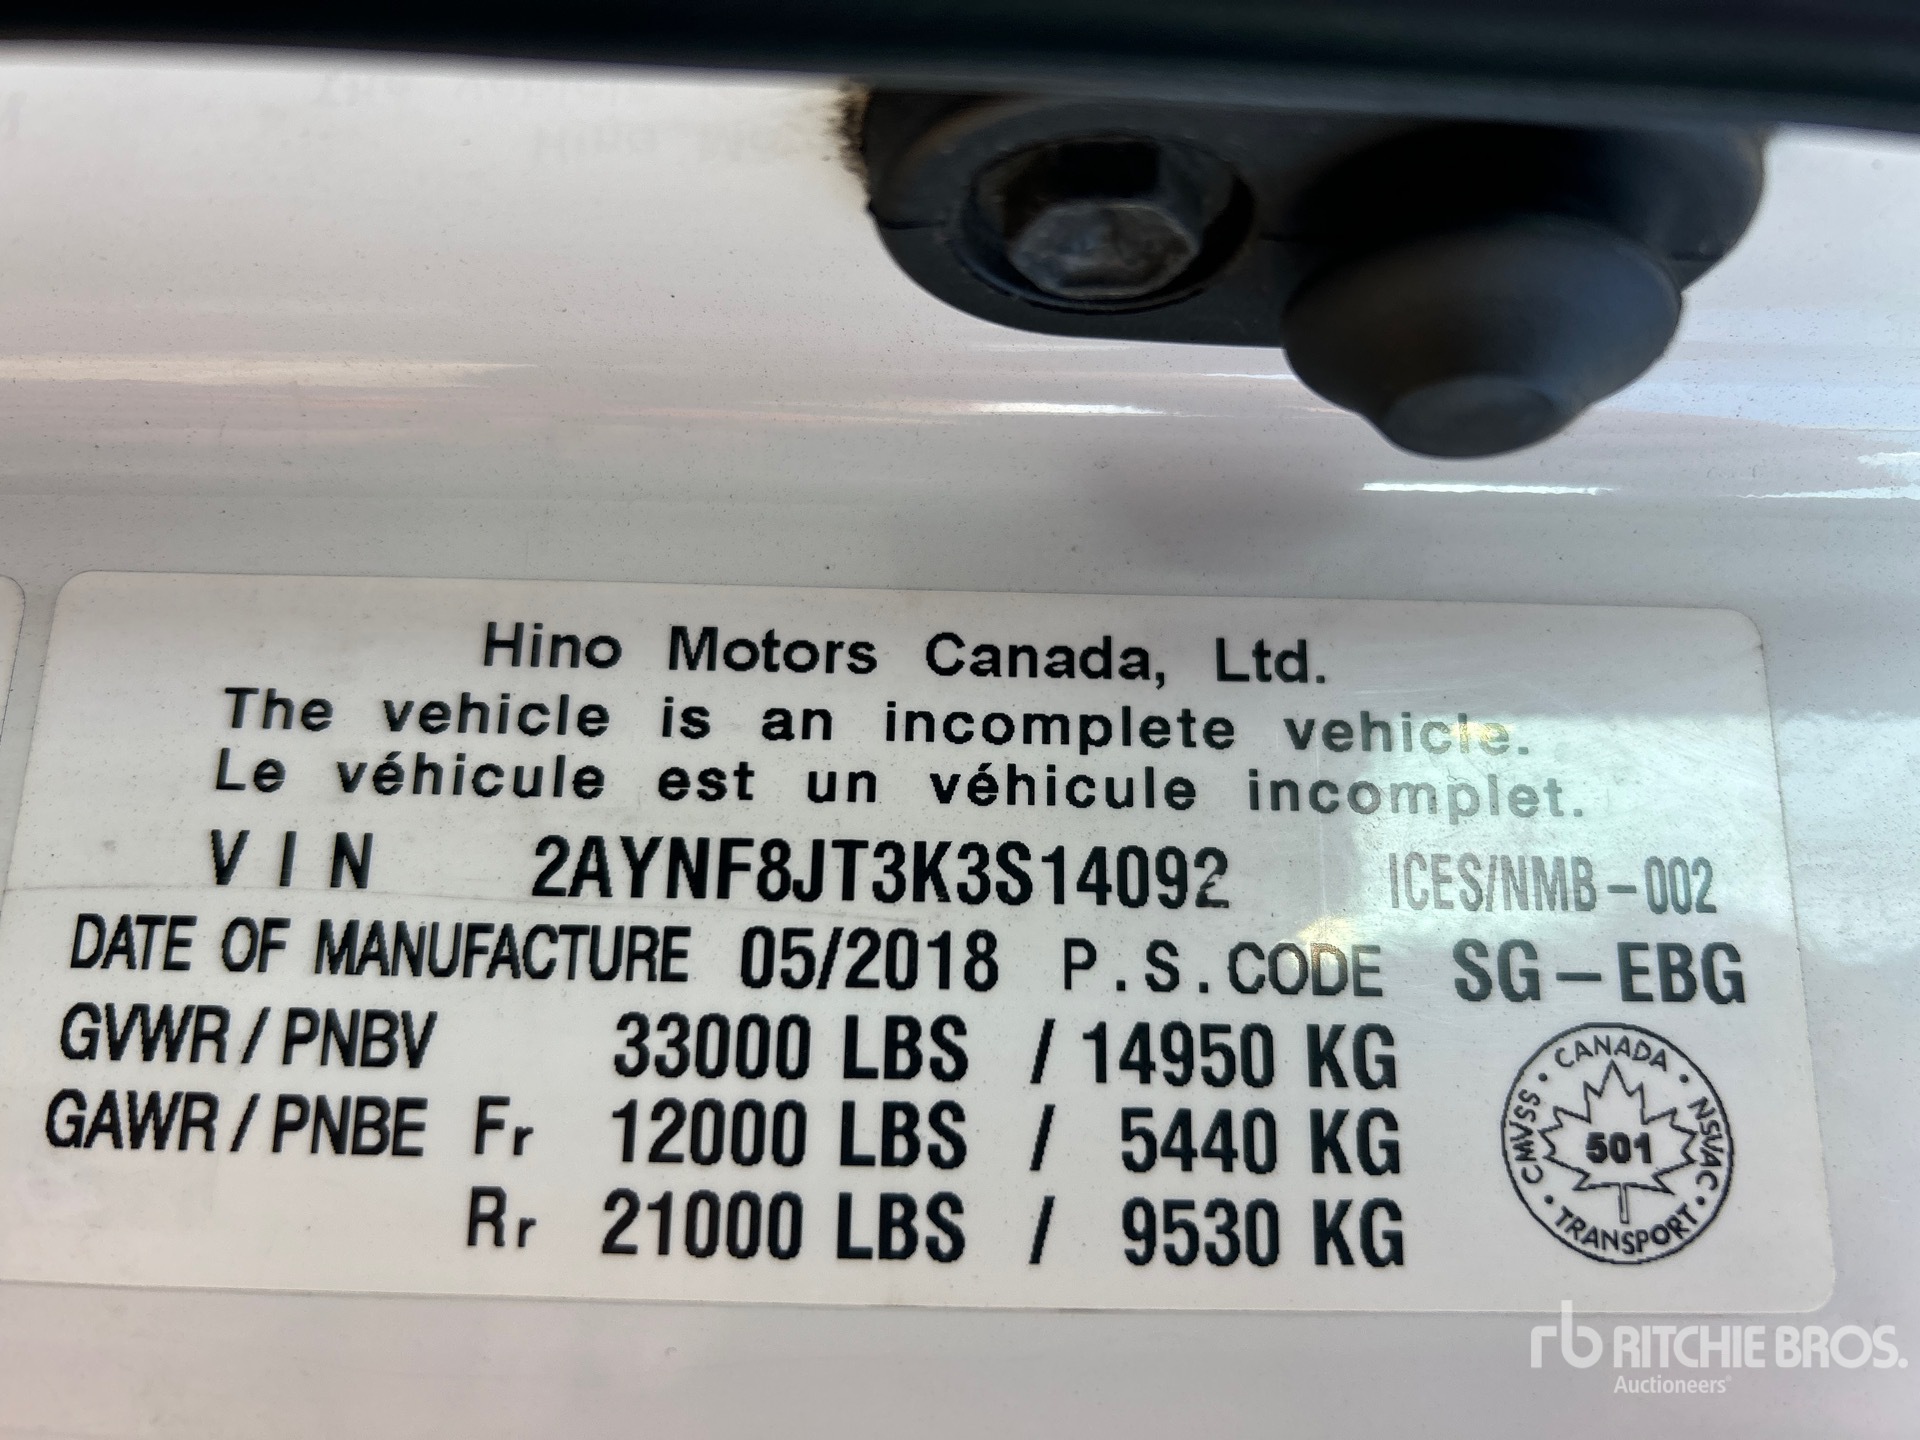 Hino Motors Canada, Ltd.
The vehicle is an incomplete vehicle.
Le véhicule est un véhicule incomplet.
VIN 2AYNF8JT3K3S14092 ICES/NMB-002
DATE OF MANUFACTURE 05/2018 P.S.CODE SG-EBG
GVWR/PNBV 33000 LBS / 14950 KG
GAWR/PNBE Fr 12000 LBS / 5440 KG
Rr 21000 LBS / 9530 KG
CANADA · NSVAC · TRANSPORT · CMVSS ·
501
rb RITCHIE BROS.
Auctioneers